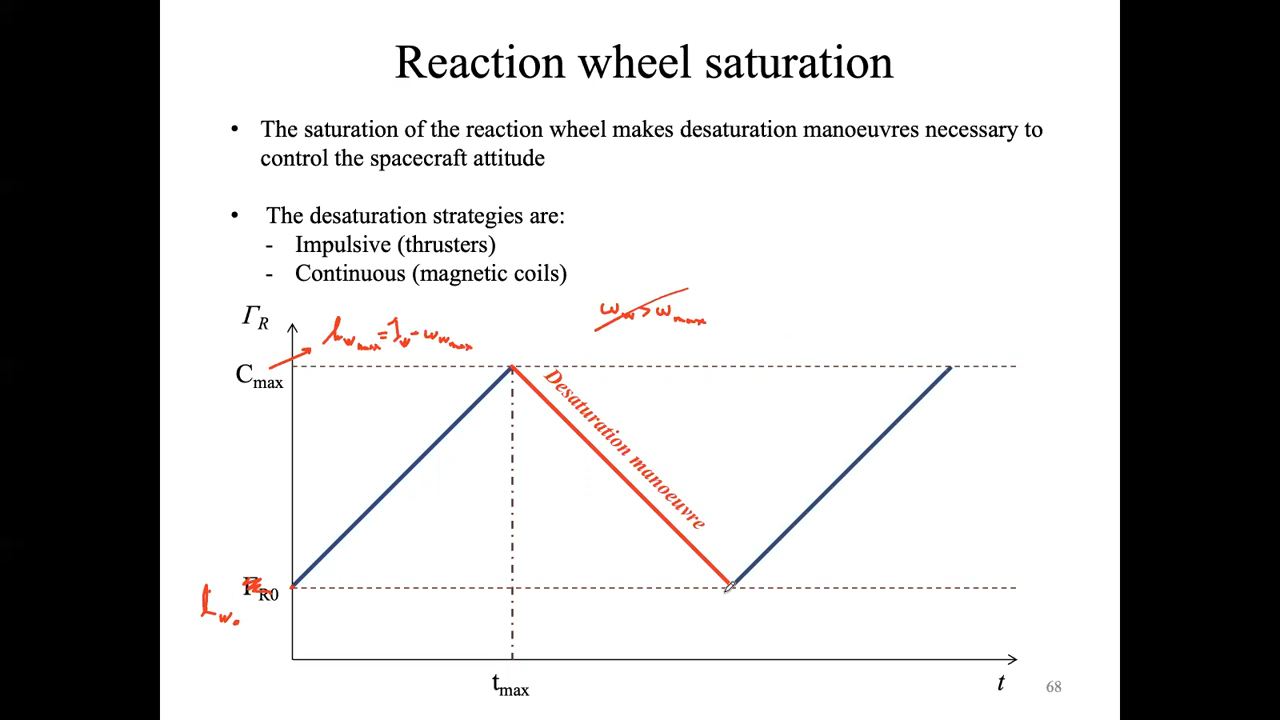 Reaction wheel saturation
• The saturation of the reaction wheel makes desaturation manoeuvres necessary to
control the spacecraft attitude
• The desaturation strategies are:
- Impulsive (thrusters)
- Continuous (magnetic coils)
Γ_R
h_w_max = I_w · ω_w_max
ω_w > ω_max
C_max
Desaturation manoeuvre
Γ_R0
h_w0
t_max
t
68